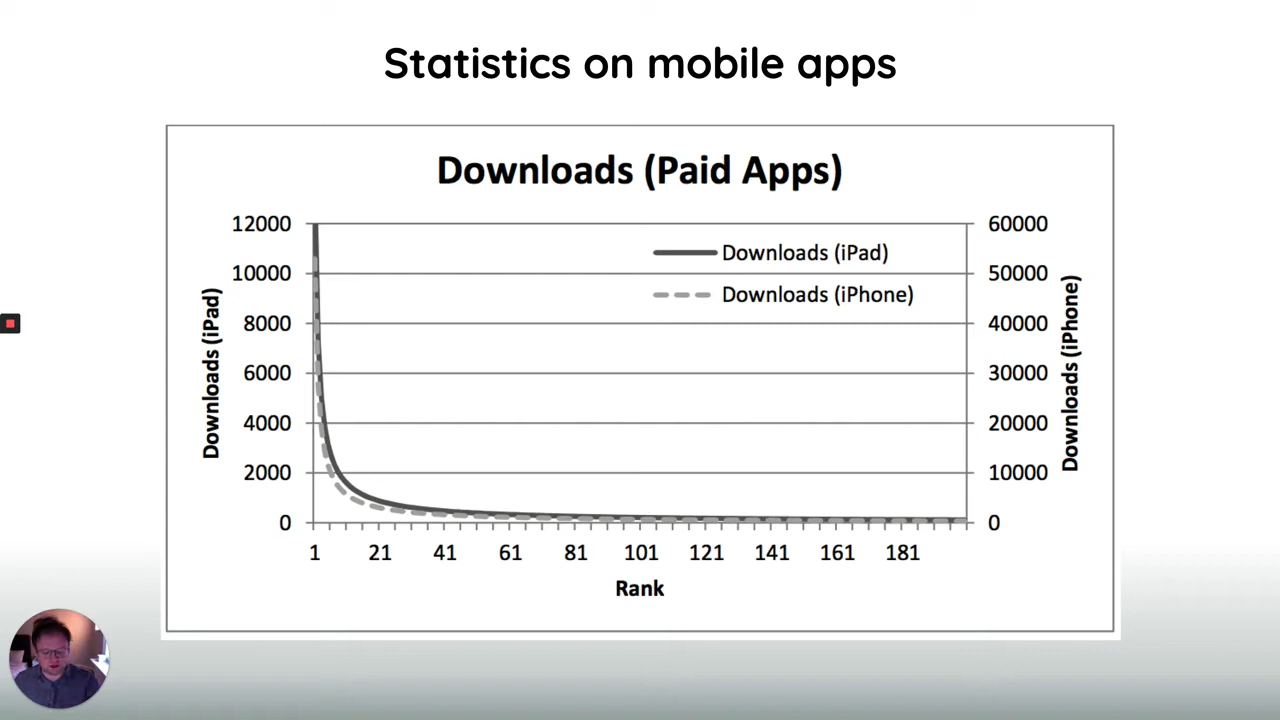 Statistics on mobile apps
Downloads (Paid Apps)
12000
10000
8000
6000
4000
2000
0
Downloads (iPad)
Downloads (iPad)
Downloads (iPhone)
60000
50000
40000
30000
20000
10000
0
Downloads (iPhone)
1 21 41 61 81 101 121 141 161 181
Rank